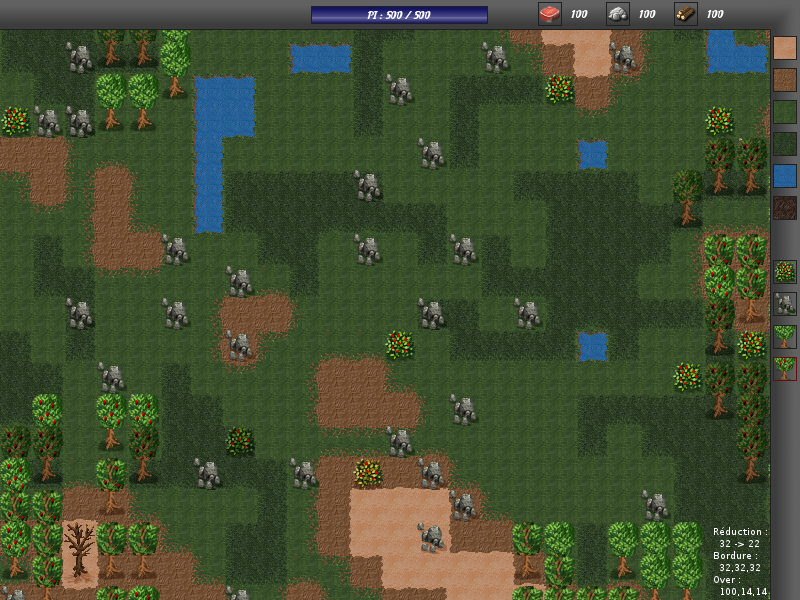 PI : 500 / 500
100
100
100
Réduction :
32 -> 22
Bordure :
32,32,32
Over :
100,14,14